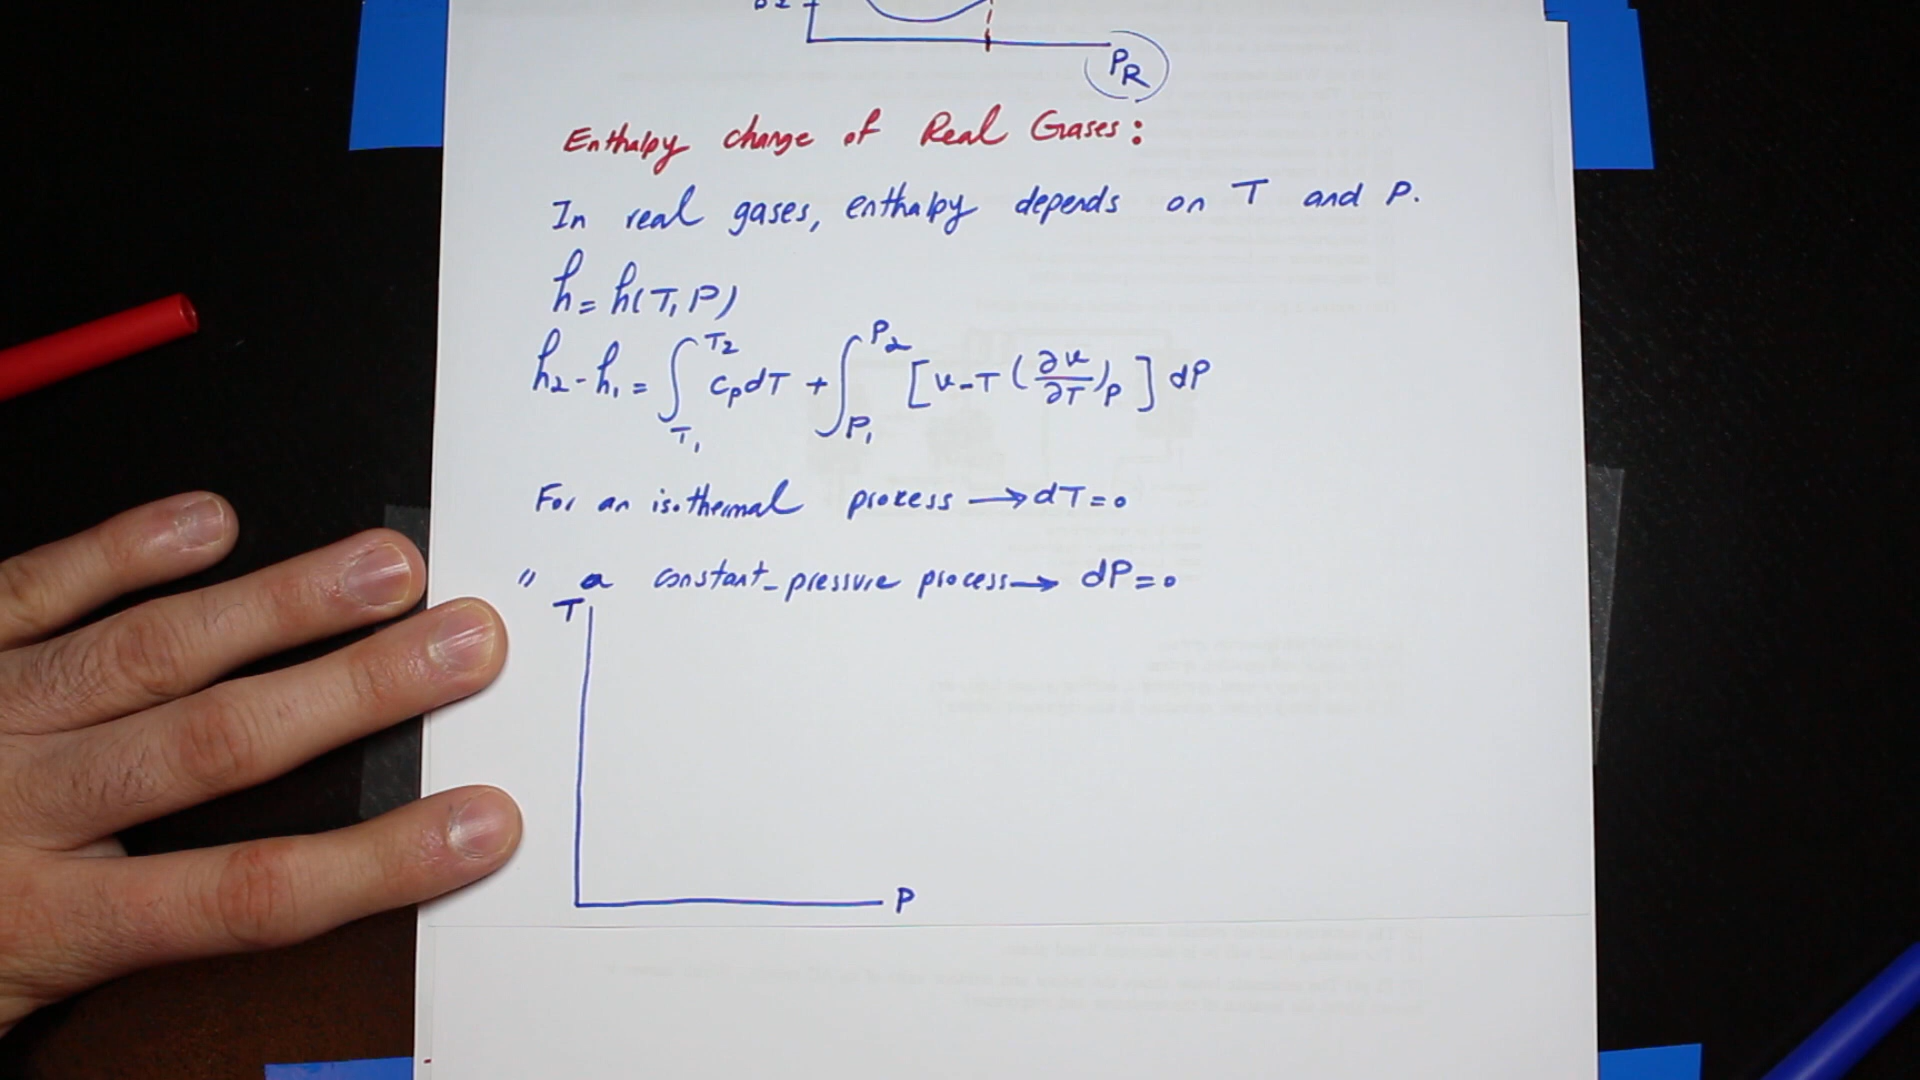 P_R
Enthalpy change of Real Gases:
In real gases, enthalpy depends on T and P.
h = h(T, P)
h₂ - h₁ = ∫_{T₁}^{T₂} c_p dT + ∫_{P₁}^{P₂} [v - T (∂v/∂T)_P] dP
For an isothermal process → dT = 0
" a constant-pressure process → dP = 0
T
P